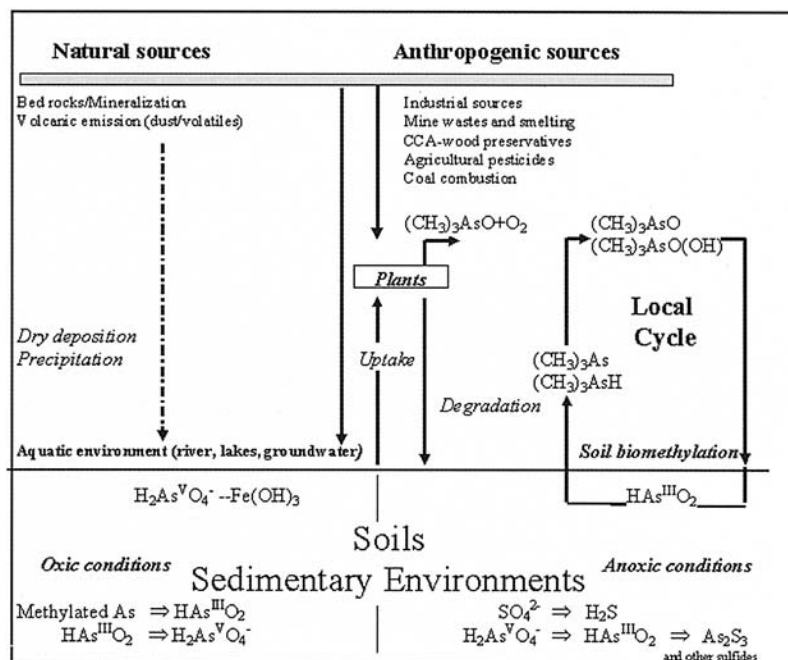 Natural sources
Anthropogenic sources
Bed rocks/Mineralization
Volcanic emission (dust/volatiles)
Industrial sources
Mine wastes and smelting
CCA-wood preservatives
Agricultural pesticides
Coal combustion
(CH₃)₃AsO+O₂
(CH₃)₃AsO
(CH₃)₃AsO(OH)
Plants
Local
Cycle
Dry deposition
Precipitation
Uptake
(CH₃)₃As
(CH₃)₃AsH
Degradation
Aquatic environment (river, lakes, groundwater)
Soil biomethylation
H₂AsⱽO₄⁻ --Fe(OH)₃
HAsᴵᴵᴵO₂
Soils
Sedimentary Environments
Oxic conditions
Anoxic conditions
Methylated As ⇒ HAsᴵᴵᴵO₂
HAsᴵᴵᴵO₂ ⇒ H₂AsⱽO₄⁻
SO₄²⁻ ⇒ H₂S
H₂AsⱽO₄⁻ ⇒ HAsᴵᴵᴵO₂ ⇒ As₂S₃
and other sulfides